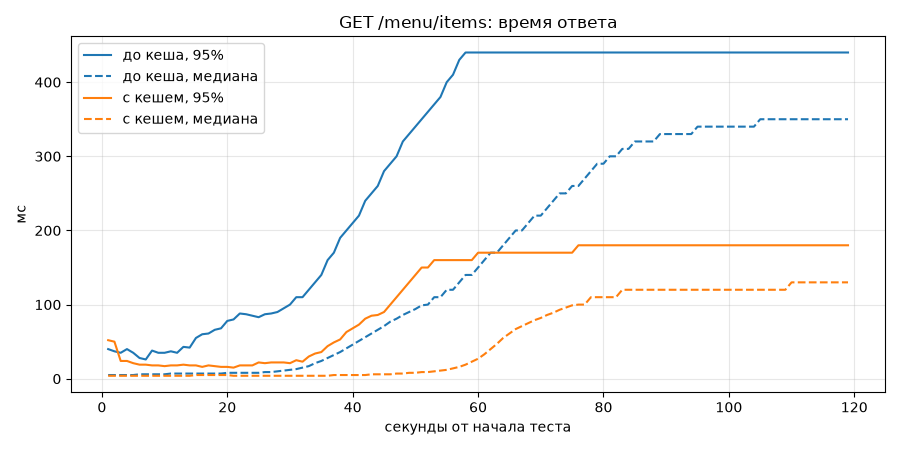 GET /menu/items: время ответа
до кеша, 95%
до кеша, медиана
с кешем, 95%
с кешем, медиана
мс
400
300
200
100
0
0 20 40 60 80 100 120
секунды от начала теста